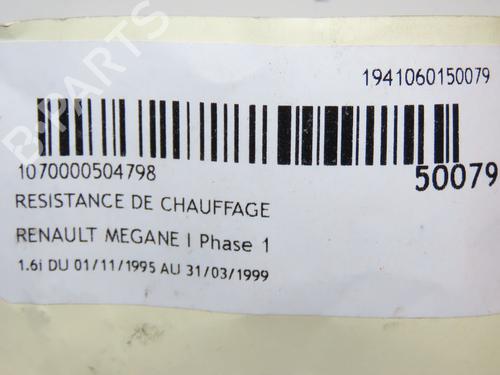 1941060150079
1070000504798
50079
RESISTANCE DE CHAUFFAGE
RENAULT MEGANE I Phase 1
1.6i DU 01/11/1995 AU 31/03/1999
B-PARTS